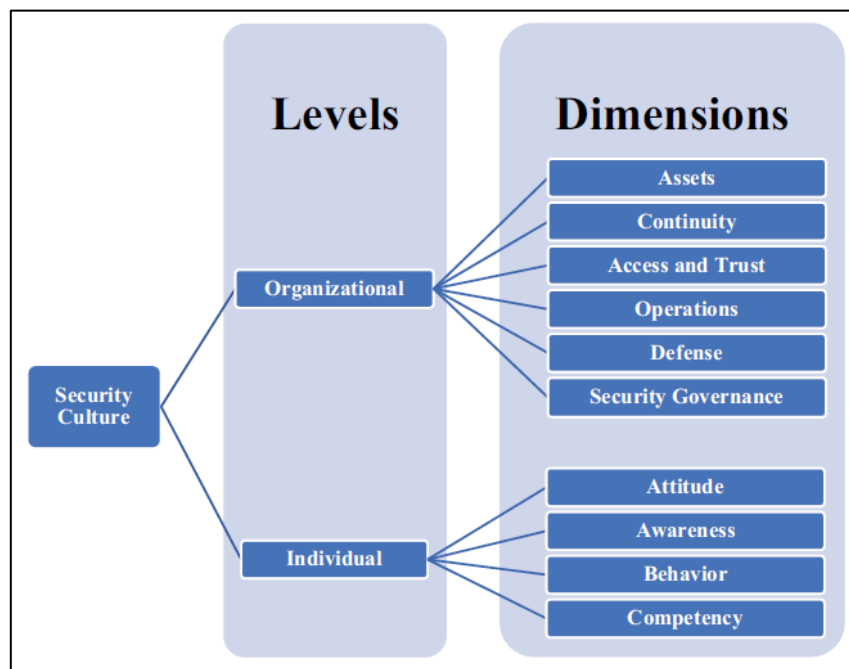 Levels
Dimensions
Security
Culture
Organizational
Assets
Continuity
Access and Trust
Operations
Defense
Security Governance
Individual
Attitude
Awareness
Behavior
Competency